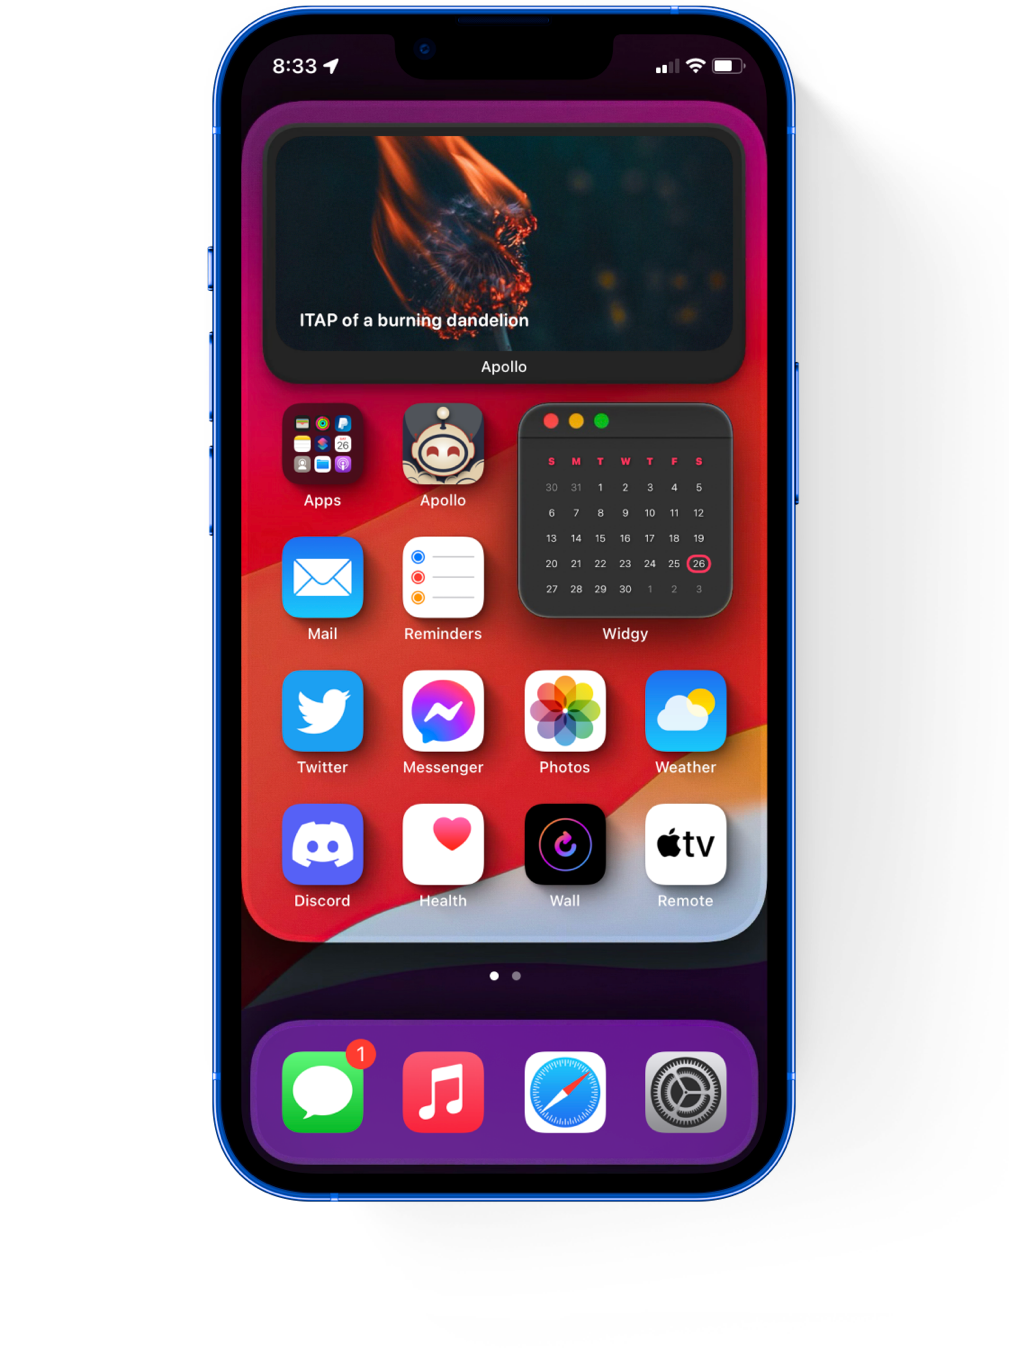 8:33
ITAP of a burning dandelion
Apollo
26
Apps
Apollo
S M T W T F S
30 31 1 2 3 4 5
6 7 8 9 10 11 12
13 14 15 16 17 18 19
20 21 22 23 24 25 26
27 28 29 30 1 2 3
Mail
Reminders
Widgy
Twitter
Messenger
Photos
Weather
tv
Discord
Health
Wall
Remote
1